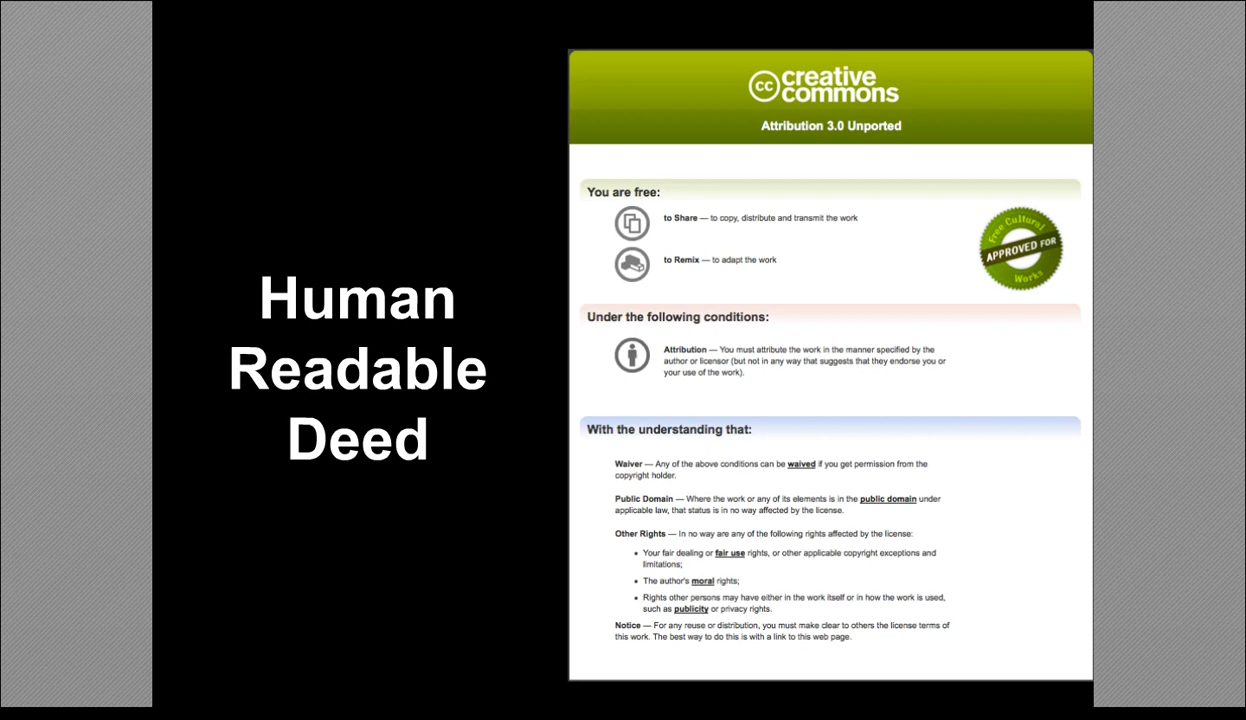 Human
Readable
Deed
cc creative
commons
Attribution 3.0 Unported
You are free:
to Share — to copy, distribute and transmit the work
to Remix — to adapt the work
Free Cultural
APPROVED FOR
Works
Under the following conditions:
Attribution — You must attribute the work in the manner specified by the
author or licensor (but not in any way that suggests that they endorse you or
your use of the work).
With the understanding that:
Waiver — Any of the above conditions can be waived if you get permission from the
copyright holder.
Public Domain — Where the work or any of its elements is in the public domain under
applicable law, that status is in no way affected by the license.
Other Rights — In no way are any of the following rights affected by the license:
• Your fair dealing or fair use rights, or other applicable copyright exceptions and
limitations;
• The author's moral rights;
• Rights other persons may have either in the work itself or in how the work is used,
such as publicity or privacy rights.
Notice — For any reuse or distribution, you must make clear to others the license terms of
this work. The best way to do this is with a link to this web page.